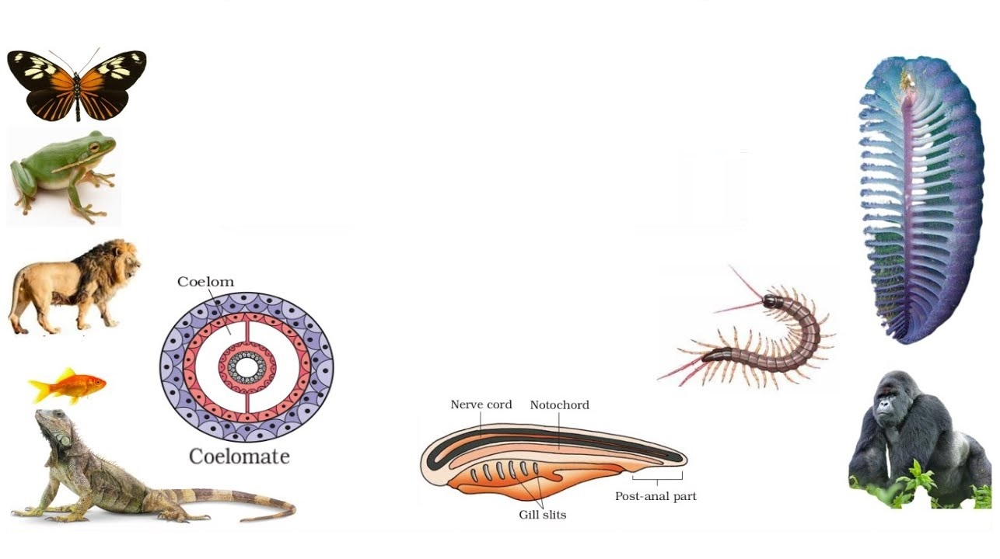 Coelom
Coelomate
Nerve cord
Notochord
Post-anal part
Gill slits